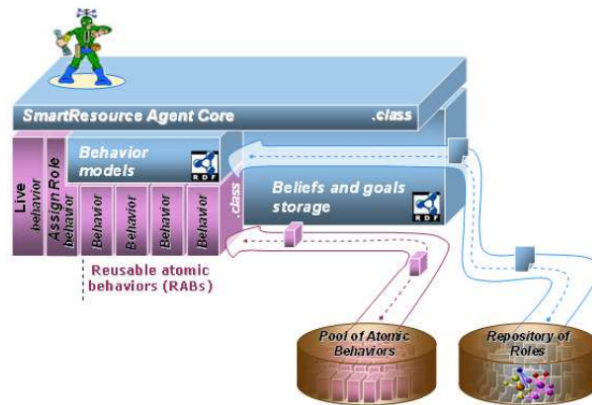 SmartResource Agent Core .class
Live behavior
Assign Role behavior
Behavior models
RDF
Behavior
Behavior
Behavior
Behavior
.class
Beliefs and goals storage
RDF
Reusable atomic
behaviors (RABs)
Pool of Atomic
Behaviors
Repository of
Roles